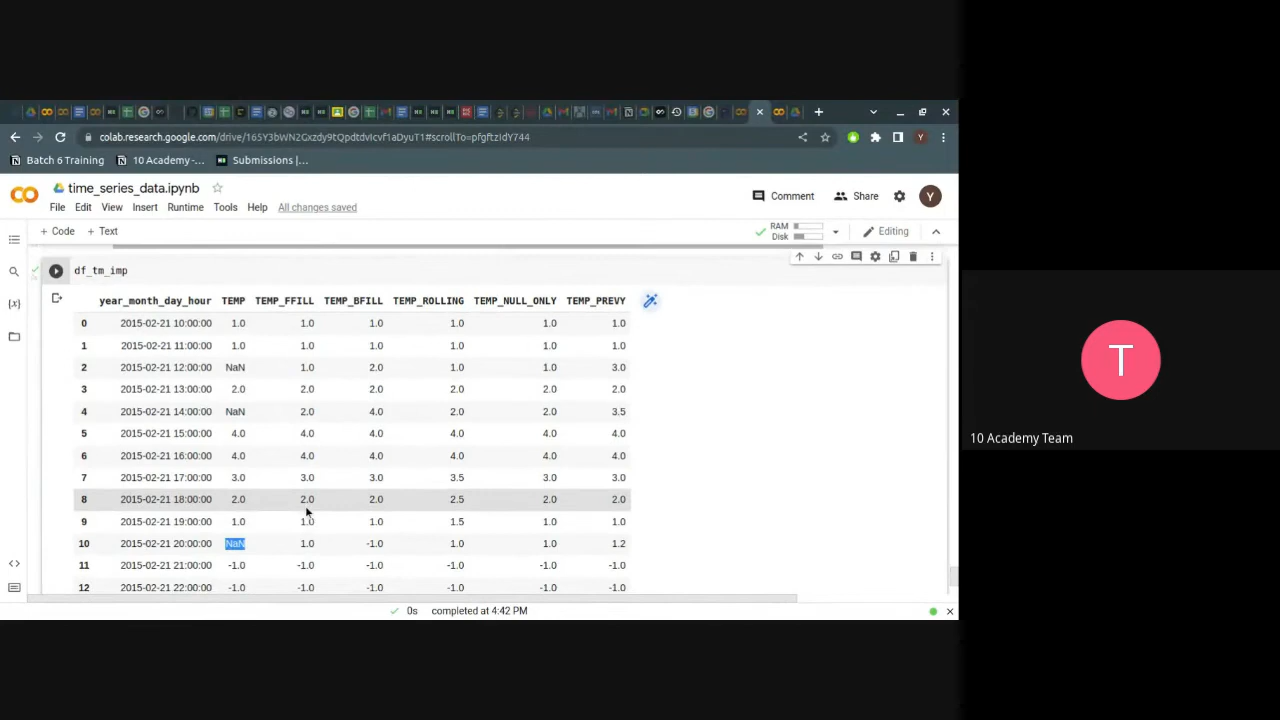 colab.research.google.com/drive/165Y3bWN2Gxzdy9tQpdtdvIcvf1aDyuT1#scrollTo=pfgftzIdY744
Batch 6 Training 10 Academy -... Submissions |...
time_series_data.ipynb
Comment Share Y
File Edit View Insert Runtime Tools Help All changes saved
+ Code + Text RAM Disk Editing
df_tm_imp
year_month_day_hour TEMP TEMP_FFILL TEMP_BFILL TEMP_ROLLING TEMP_NULL_ONLY TEMP_PREVY
0 2015-02-21 10:00:00 1.0 1.0 1.0 1.0 1.0 1.0
1 2015-02-21 11:00:00 1.0 1.0 1.0 1.0 1.0 1.0
2 2015-02-21 12:00:00 NaN 1.0 2.0 1.0 1.0 3.0
3 2015-02-21 13:00:00 2.0 2.0 2.0 2.0 2.0 2.0
4 2015-02-21 14:00:00 NaN 2.0 4.0 2.0 2.0 3.5
5 2015-02-21 15:00:00 4.0 4.0 4.0 4.0 4.0 4.0
6 2015-02-21 16:00:00 4.0 4.0 4.0 4.0 4.0 4.0
7 2015-02-21 17:00:00 3.0 3.0 3.0 3.5 3.0 3.0
8 2015-02-21 18:00:00 2.0 2.0 2.0 2.5 2.0 2.0
9 2015-02-21 19:00:00 1.0 1.0 1.0 1.5 1.0 1.0
10 2015-02-21 20:00:00 NaN 1.0 -1.0 1.0 1.0 1.2
11 2015-02-21 21:00:00 -1.0 -1.0 -1.0 -1.0 -1.0 -1.0
12 2015-02-21 22:00:00 -1.0 -1.0 -1.0 -1.0 -1.0 -1.0
0s completed at 4:42 PM
T
10 Academy Team